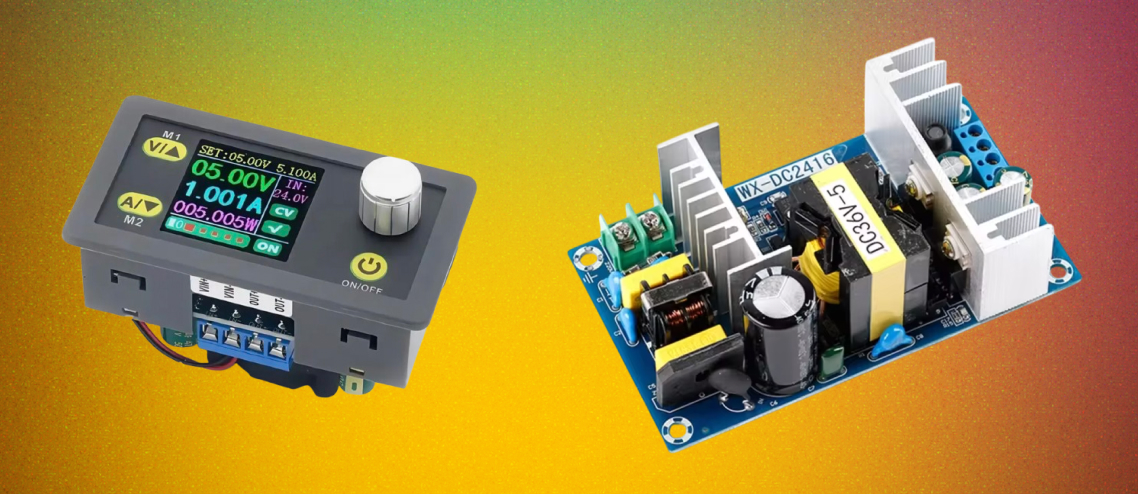 M1
V/▲
A/▼
M2
SET:05.00V 5.100A
05.00V
1.001A
005.005W
IN:
24.0V
CV
✓
ON
ON/OFF
VIN+
VIN-
OUT+
OUT-
WX-DC2416
DC36V-5